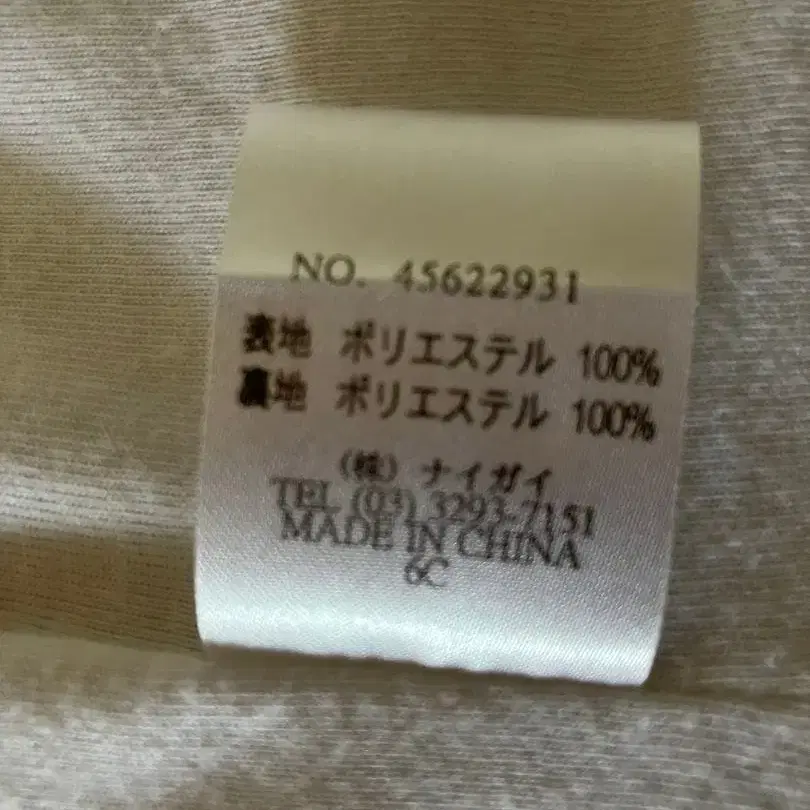 NO. 45622931
表地 ポリエステル 100%
裏地 ポリエステル 100%
(株) ナイガイ
TEL (03) 3293-7151
MADE IN CHINA
6C